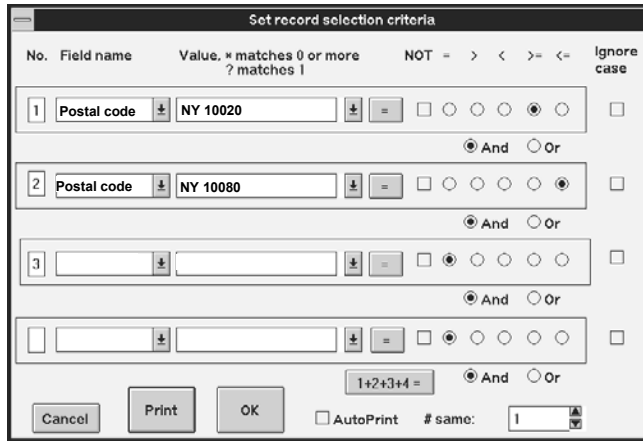 Set record selection criteria
No. Field name Value, * matches 0 or more NOT = > < >= <= Ignore
? matches 1 case
1 Postal code NY 10020 =
And Or
2 Postal code NY 10080 =
And Or
3 =
And Or
=
1+2+3+4 = And Or
Cancel Print OK AutoPrint # same: 1